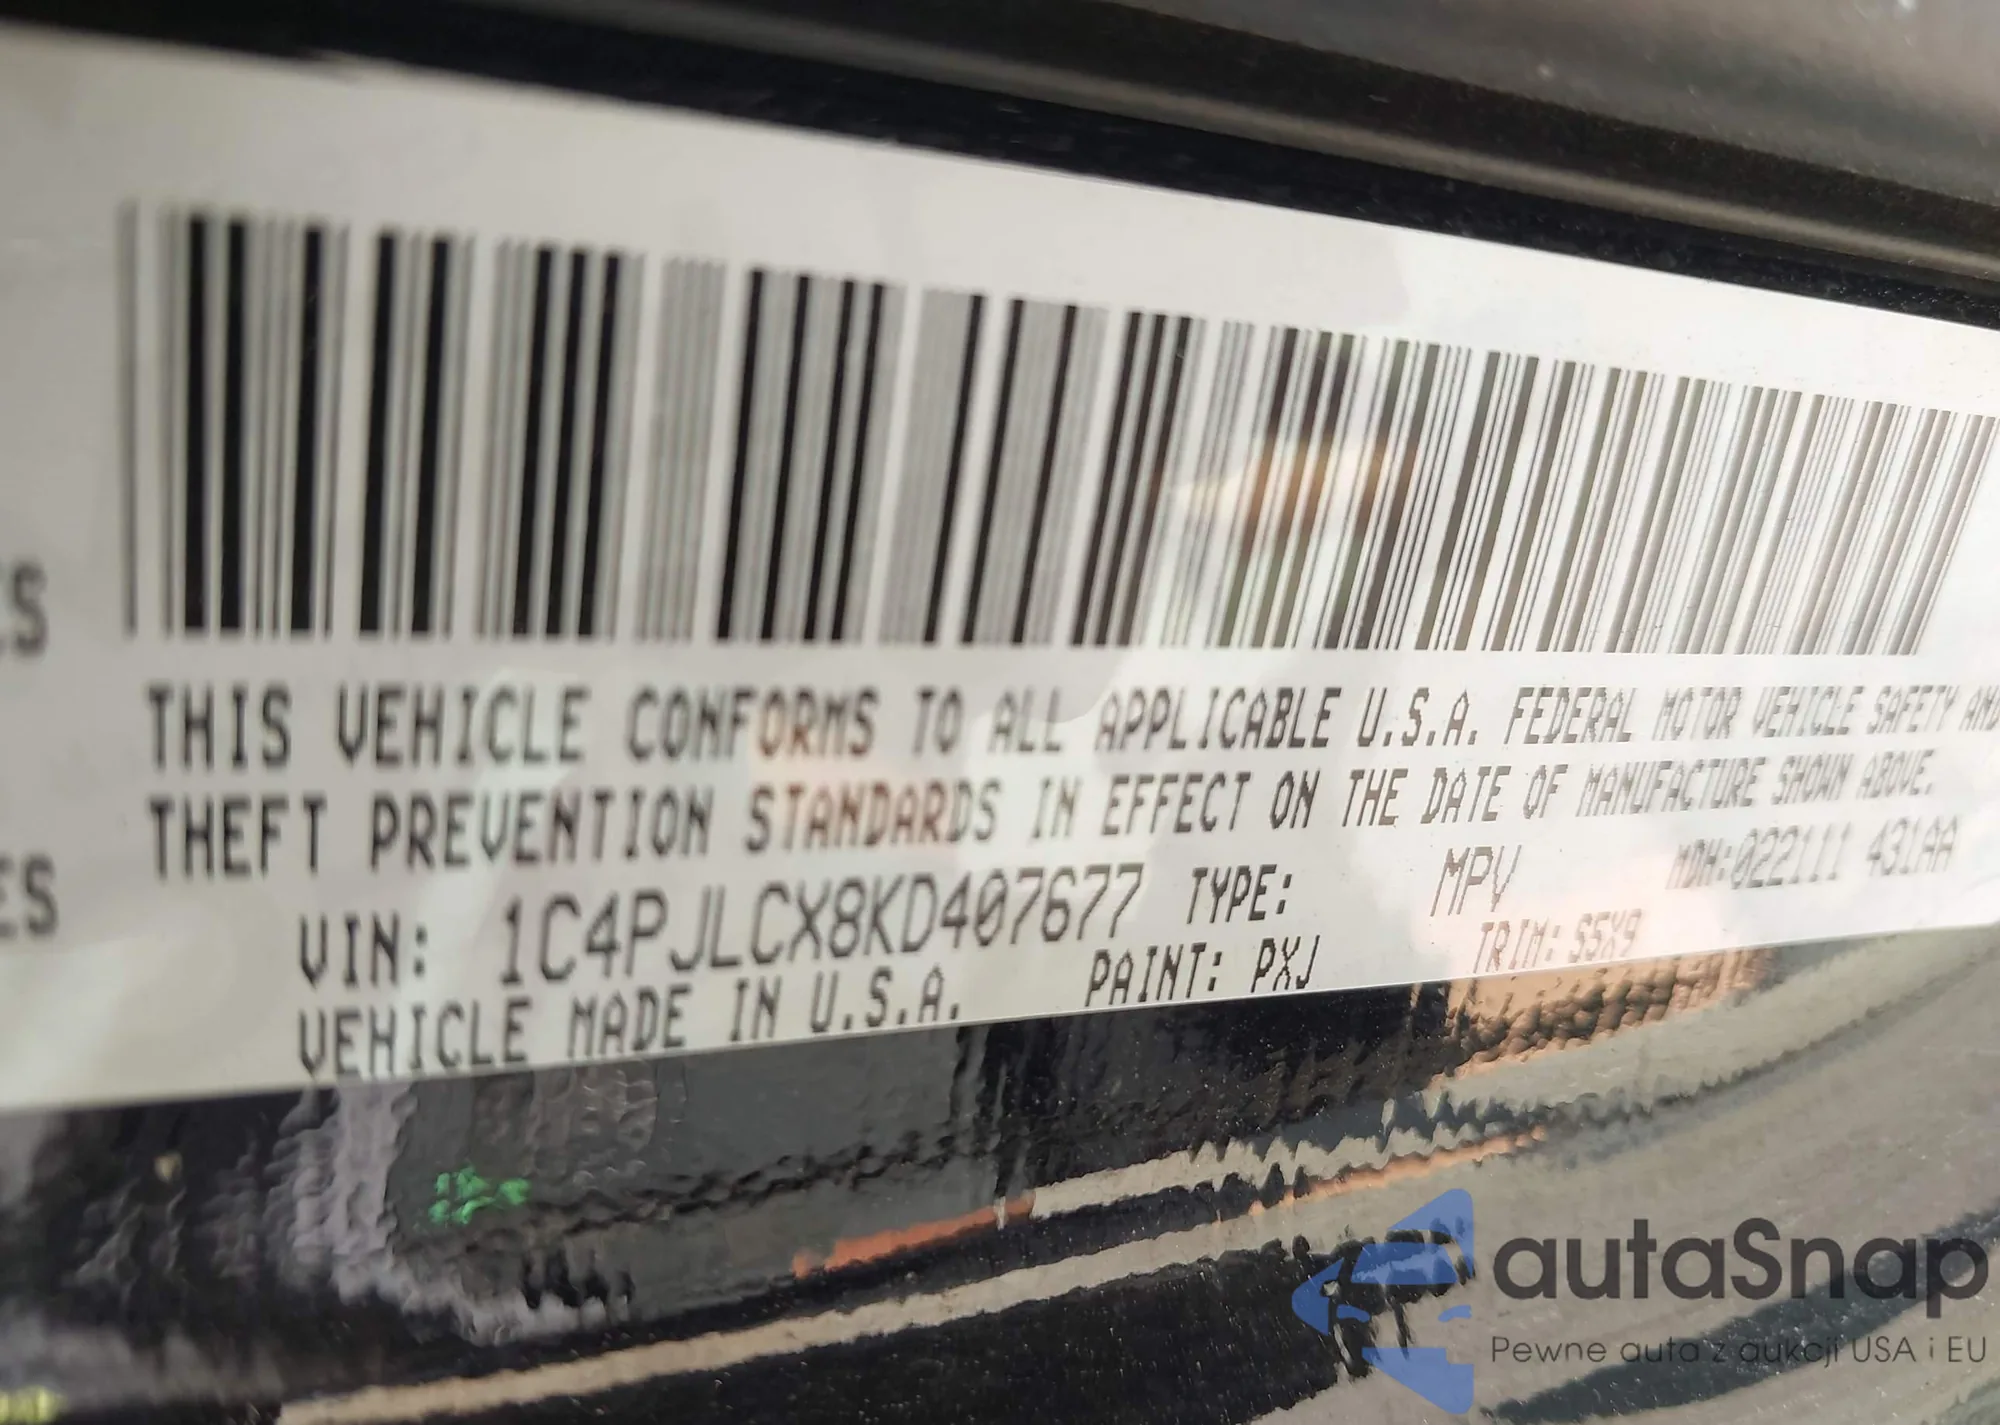 ES
ES
THIS VEHICLE CONFORMS TO ALL APPLICABLE U.S.A. FEDERAL MOTOR VEHICLE SAFETY AND
THEFT PREVENTION STANDARDS IN EFFECT ON THE DATE OF MANUFACTURE SHOWN ABOVE.
VIN: 1C4PJLCX8KD407677 TYPE: MPV MDH:022111 431AA
VEHICLE MADE IN U.S.A. PAINT: PXJ TRIM: S5X9
autaSnap
Pewne auta z aukcji USA i EU